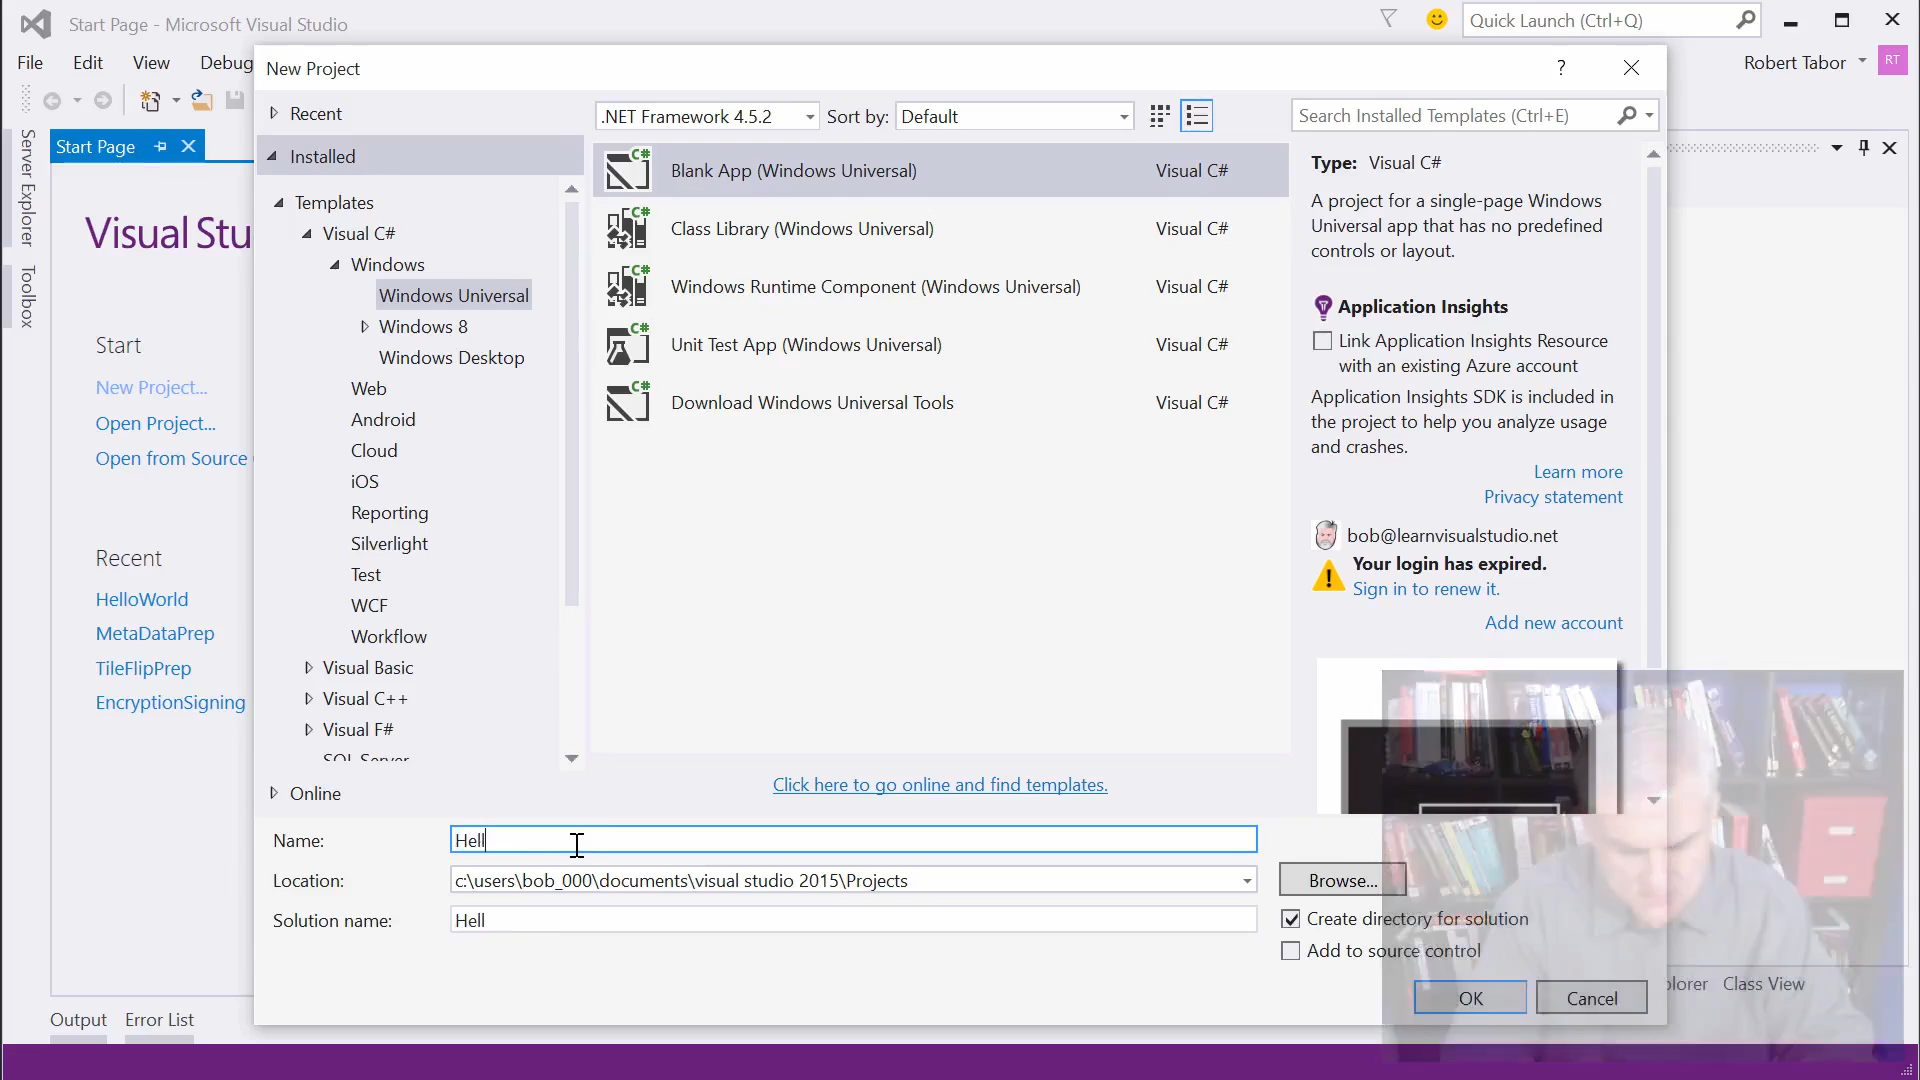 Start Page - Microsoft Visual Studio
Quick Launch (Ctrl+Q)
File Edit View Debug
Robert Tabor RT
New Project
?
Recent
.NET Framework 4.5.2 Sort by: Default
Search Installed Templates (Ctrl+E)
Server Explorer
Toolbox
Start Page
Visual Stu
Start
New Project...
Open Project...
Open from Source
Recent
HelloWorld
MetaDataPrep
TileFlipPrep
EncryptionSigning
Installed
Templates
Visual C#
Windows
Windows Universal
Windows 8
Windows Desktop
Web
Android
Cloud
iOS
Reporting
Silverlight
Test
WCF
Workflow
Visual Basic
Visual C++
Visual F#
SQL Server
Online
C# Blank App (Windows Universal) Visual C#
C# Class Library (Windows Universal) Visual C#
C# Windows Runtime Component (Windows Universal) Visual C#
C# Unit Test App (Windows Universal) Visual C#
C# Download Windows Universal Tools Visual C#
Click here to go online and find templates.
Type: Visual C#
A project for a single-page Windows
Universal app that has no predefined
controls or layout.
Application Insights
Link Application Insights Resource
with an existing Azure account
Application Insights SDK is included in
the project to help you analyze usage
and crashes.
Learn more
Privacy statement
bob@learnvisualstudio.net
Your login has expired.
Sign in to renew it.
Add new account
Name: Hell
Location: c:\users\bob_000\documents\visual studio 2015\Projects
Browse...
Solution name: Hell
Create directory for solution
Add to source control
OK Cancel
plorer Class View
Output Error List